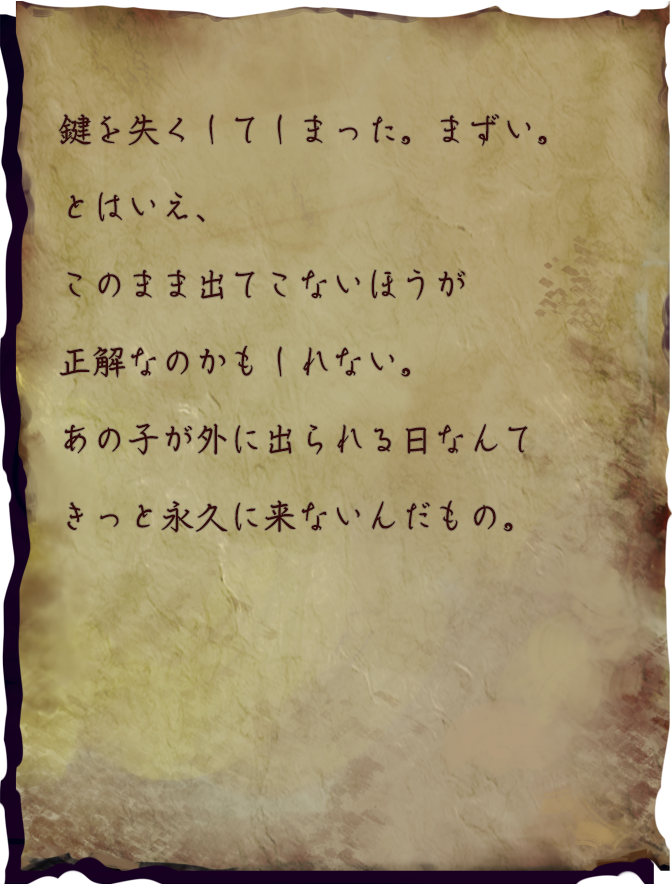 鍵を失くしてしまった。まずい。
とはいえ、
このまま出てこないほうが
正解なのかもしれない。
あの子が外に出られる日なんて
きっと永久に来ないんだもの。